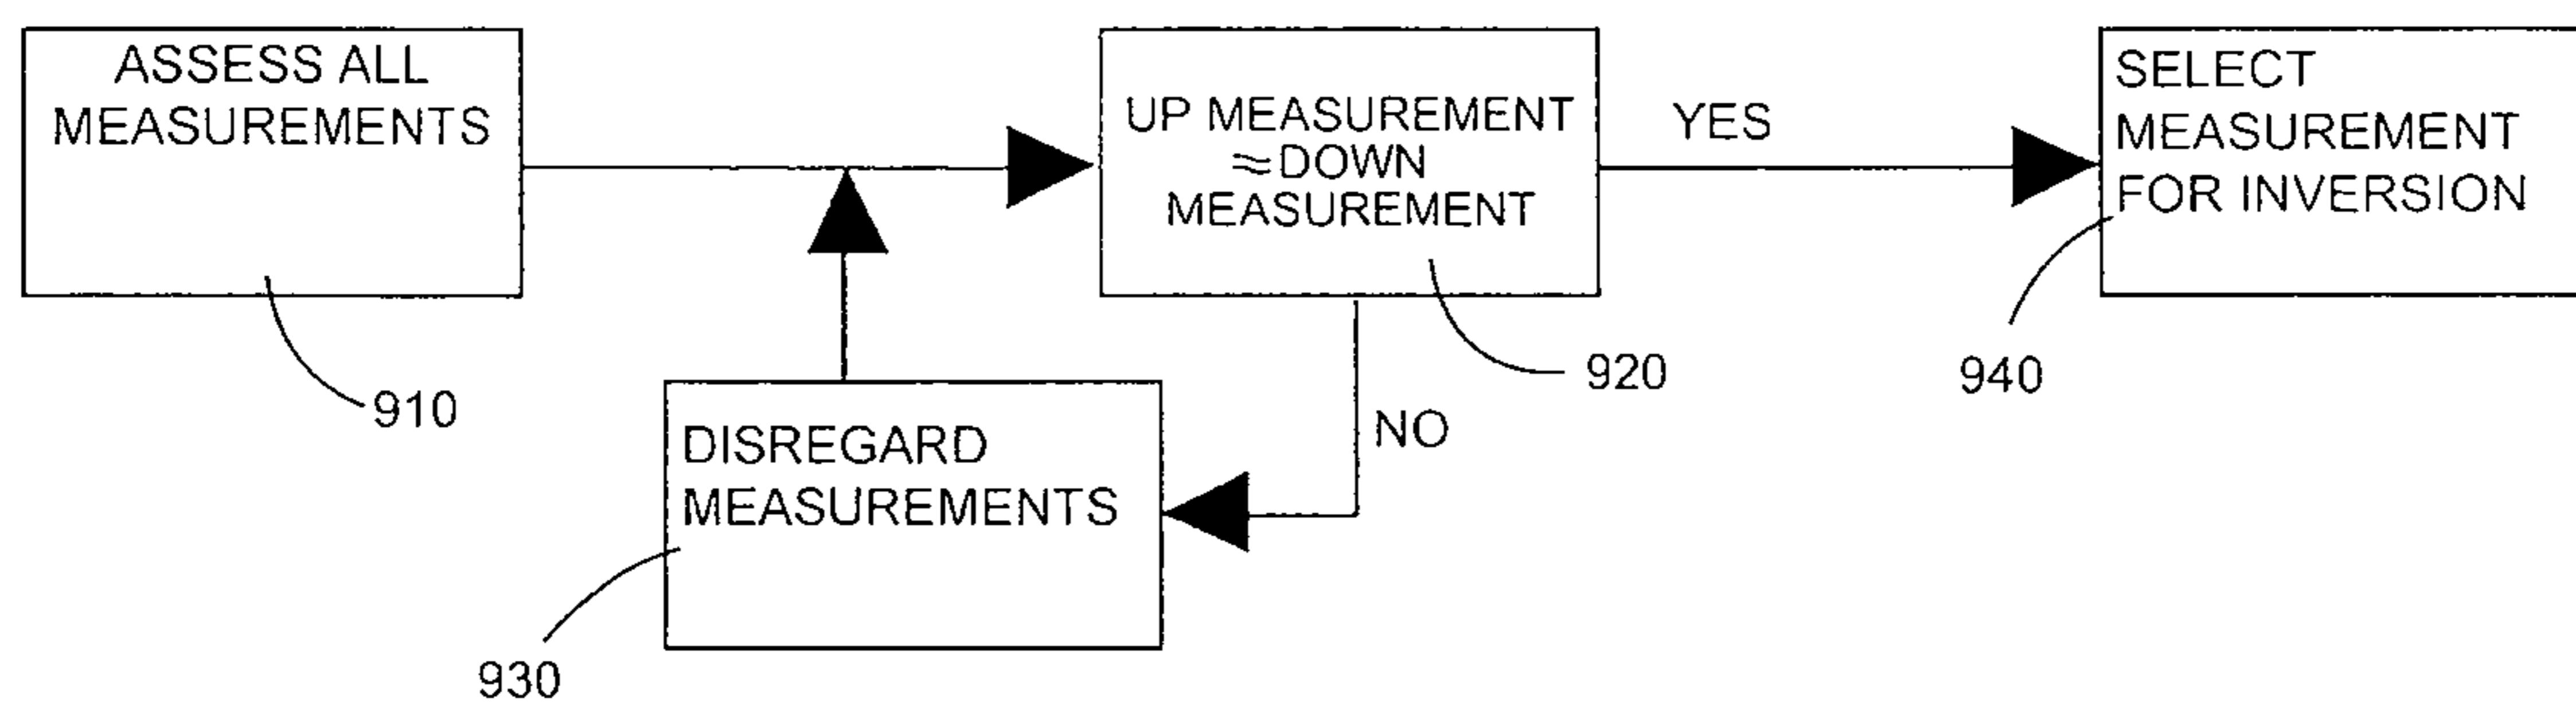 ASSESS ALL
MEASUREMENTS
910
UP MEASUREMENT
≈DOWN
MEASUREMENT
920
YES
SELECT
MEASUREMENT
FOR INVERSION
940
NO
DISREGARD
MEASUREMENTS
930